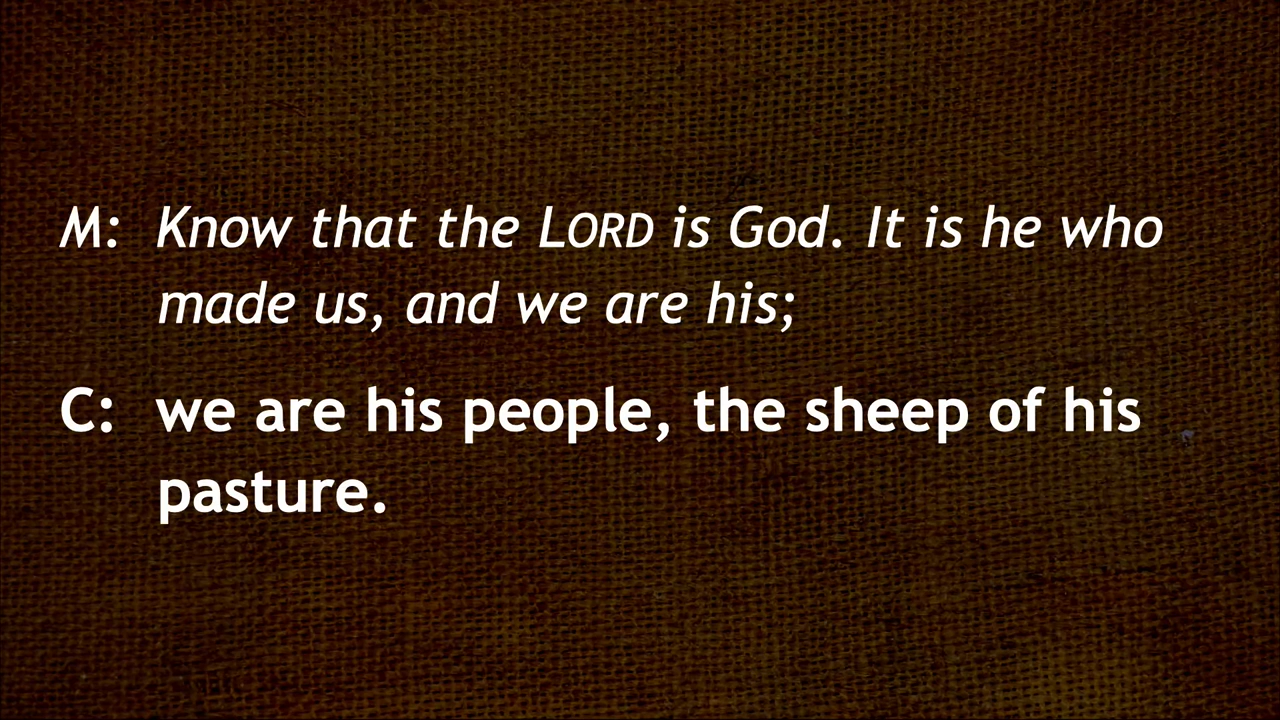 M: Know that the LORD is God. It is he who
made us, and we are his;
C: we are his people, the sheep of his
pasture.